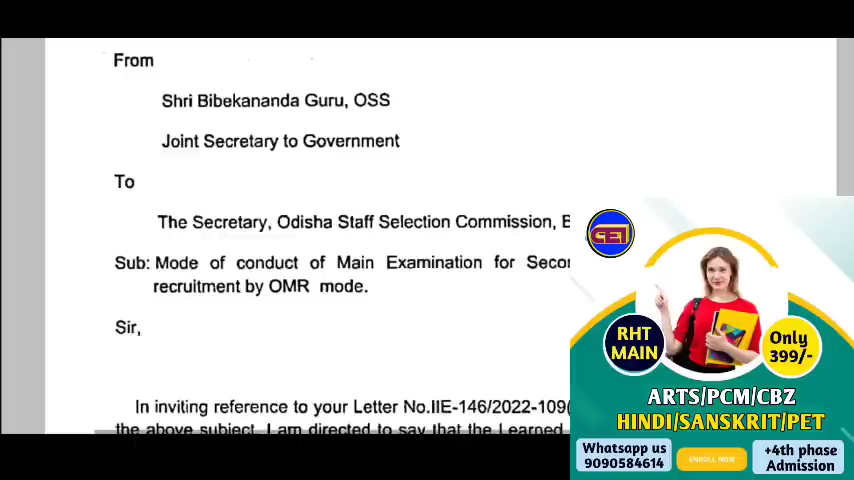 From
Shri Bibekananda Guru, OSS
Joint Secretary to Government
To
The Secretary, Odisha Staff Selection Commission, B
Sub: Mode of conduct of Main Examination for Secon
recruitment by OMR mode.
Sir,
In inviting reference to your Letter No.IIE-146/2022-109(
the above subject, I am directed to say that the Learned
CET
RHT
MAIN
Only
399/-
ARTS/PCM/CBZ
HINDI/SANSKRIT/PET
Whatsapp us
9090584614
ENROLL NOW
+4th phase
Admission